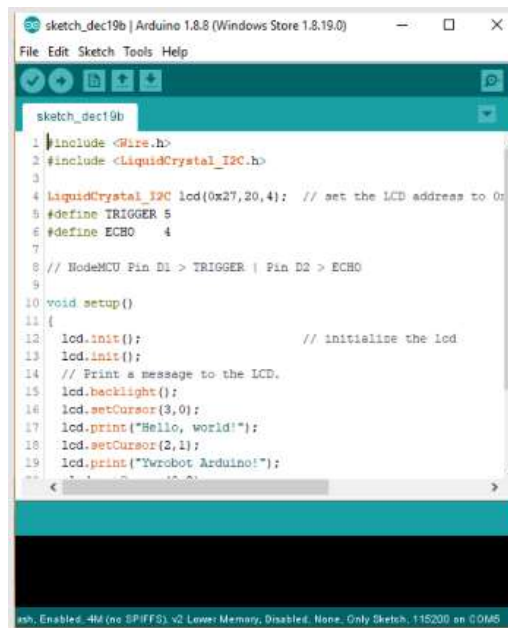 sketch_dec19b | Arduino 1.8.8 (Windows Store 1.8.19.0)
File Edit Sketch Tools Help
sketch_dec19b
1 #include <Wire.h>
2 #include <LiquidCrystal_I2C.h>
3
4 LiquidCrystal_I2C lcd(0x27,20,4); // set the LCD address to 0x
5 #define TRIGGER 5
6 #define ECHO 4
7
8 // NodeMCU Pin D1 > TRIGGER | Pin D2 > ECHO
9
10 void setup()
11 {
12 lcd.init(); // initialize the lcd
13 lcd.init();
14 // Print a message to the LCD.
15 lcd.backlight();
16 lcd.setCursor(3,0);
17 lcd.print("Hello, world!");
18 lcd.setCursor(2,1);
19 lcd.print("Ywrobot Arduino!");
ash, Enabled, 4M (no SPIFFS), v2 Lower Memory, Disabled, None, Only Sketch, 115200 on COM5